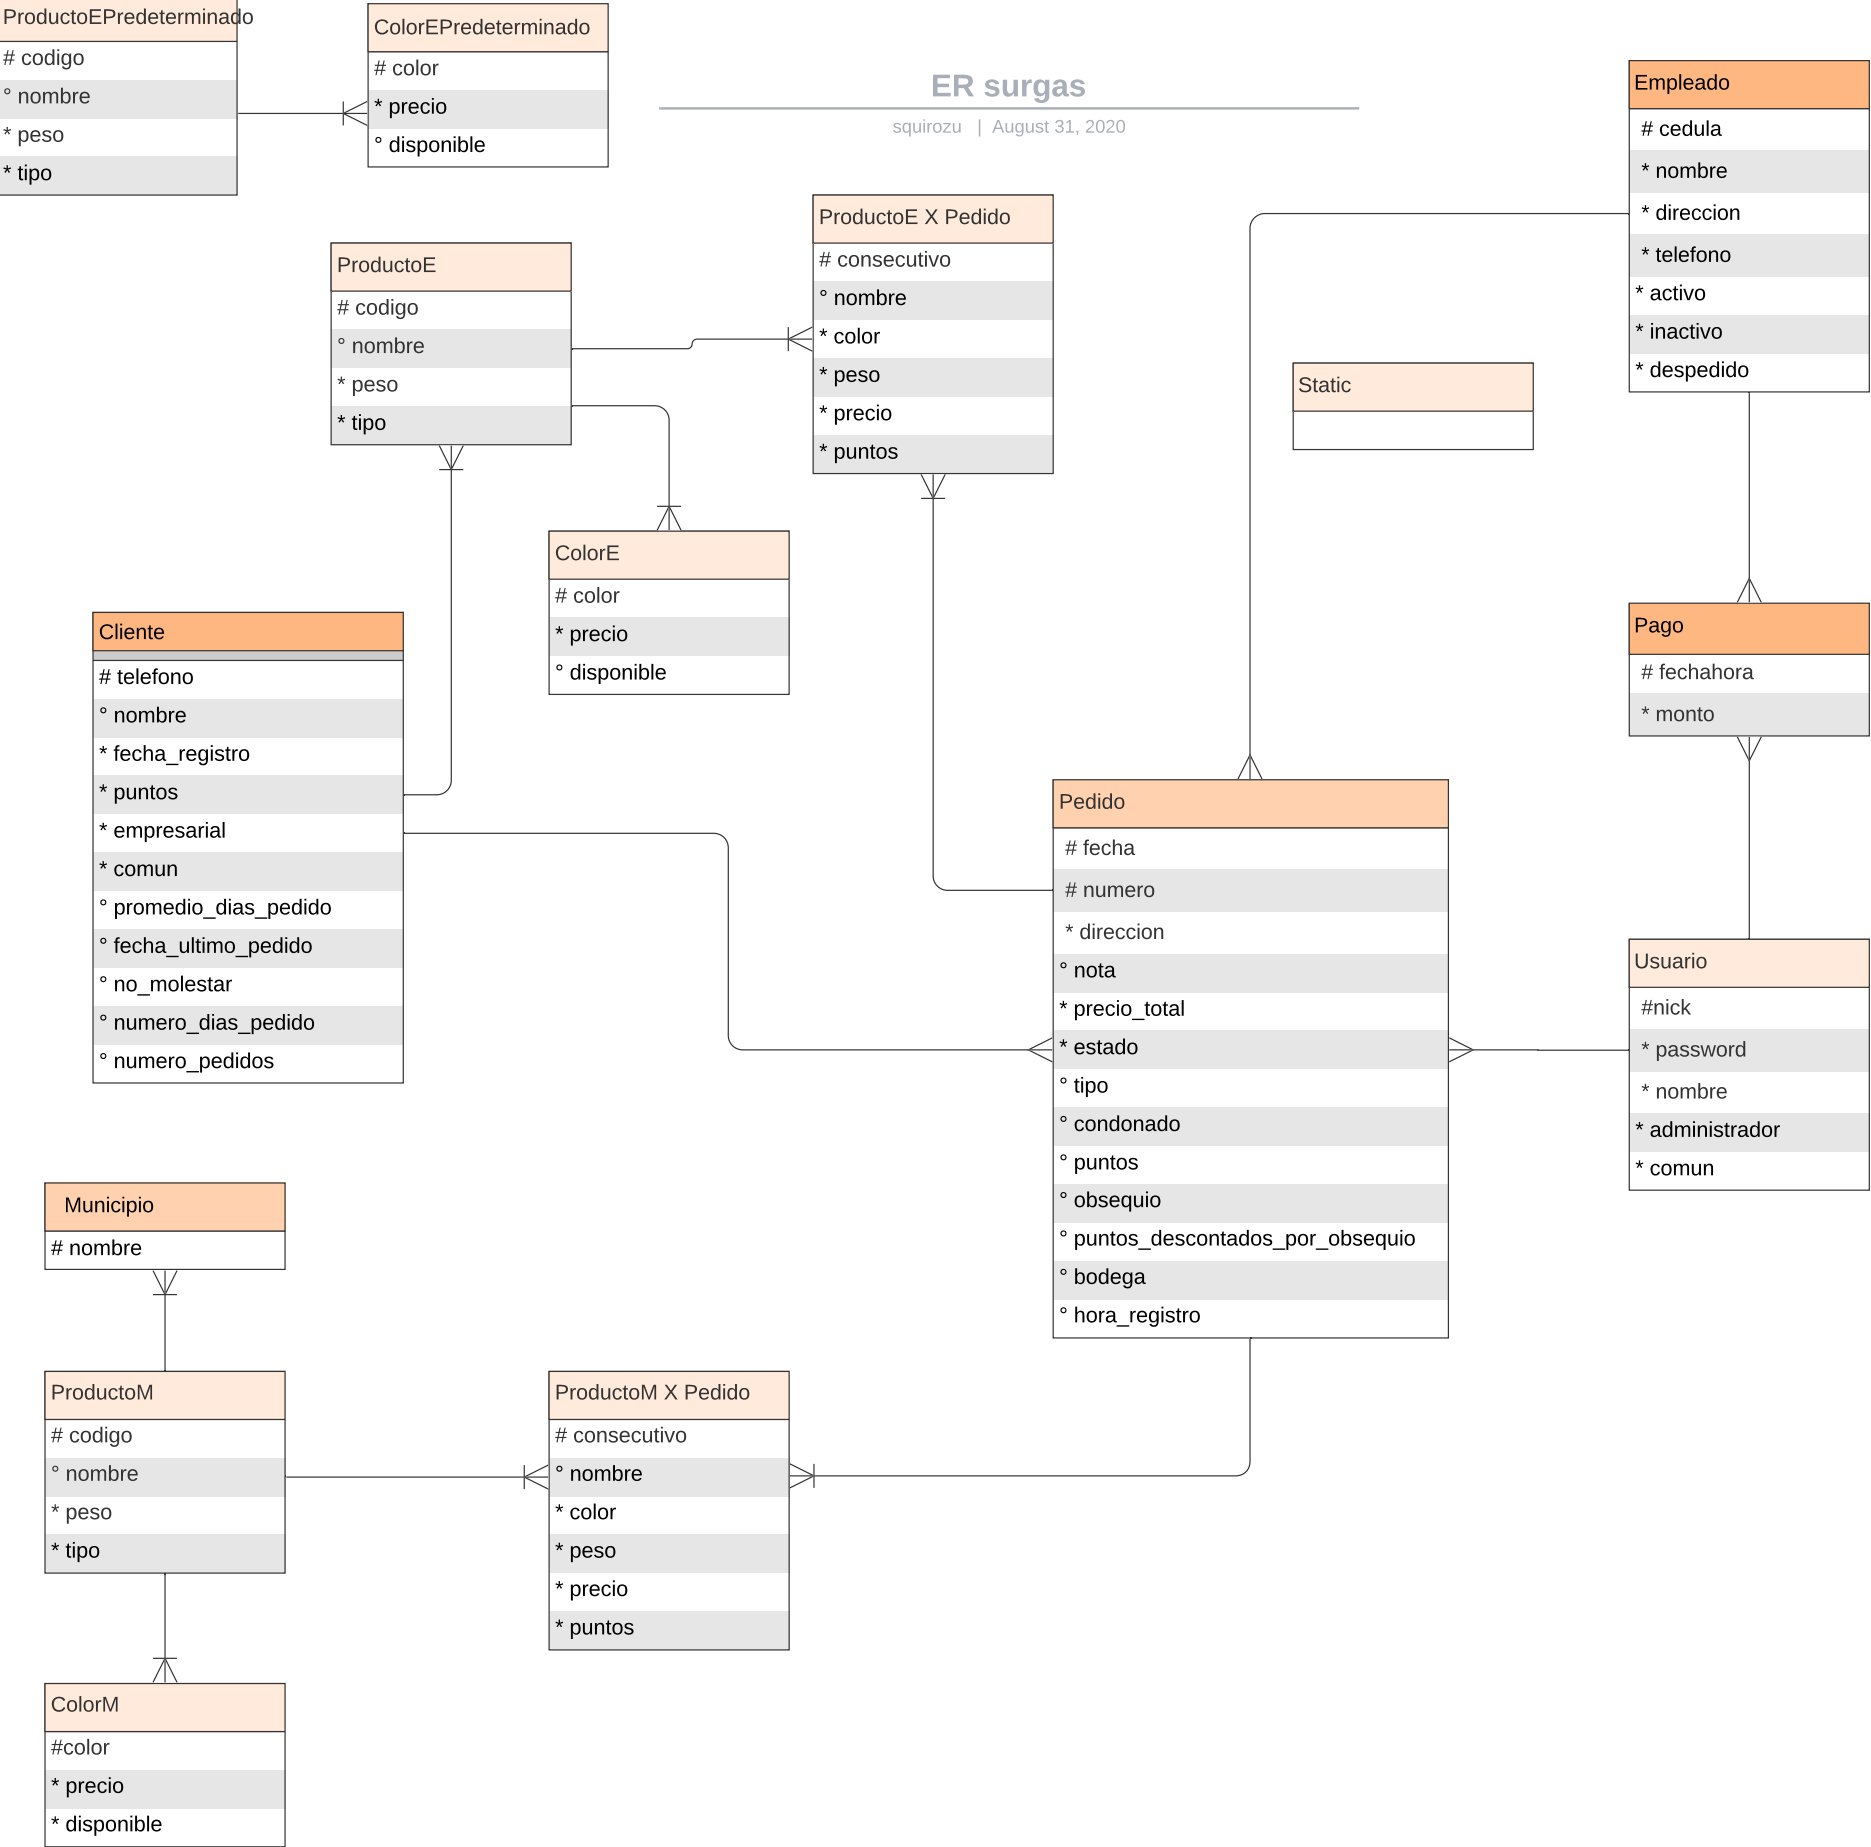 ProductoEPredeterminado
# codigo
° nombre
* peso
* tipo
ColorEPredeterminado
# color
* precio
° disponible
ER surgas
squirozu | August 31, 2020
Empleado
# cedula
* nombre
* direccion
* telefono
* activo
* inactivo
* despedido
ProductoE X Pedido
# consecutivo
° nombre
* color
* peso
* precio
* puntos
ProductoE
# codigo
° nombre
* peso
* tipo
Static
ColorE
# color
* precio
° disponible
Cliente
# telefono
° nombre
* fecha_registro
* puntos
* empresarial
* comun
° promedio_dias_pedido
° fecha_ultimo_pedido
° no_molestar
° numero_dias_pedido
° numero_pedidos
Pago
# fechahora
* monto
Pedido
# fecha
# numero
* direccion
° nota
* precio_total
* estado
° tipo
° condonado
° puntos
° obsequio
° puntos_descontados_por_obsequio
° bodega
° hora_registro
Usuario
#nick
* password
* nombre
* administrador
* comun
Municipio
# nombre
ProductoM
# codigo
° nombre
* peso
* tipo
ProductoM X Pedido
# consecutivo
° nombre
* color
* peso
* precio
* puntos
ColorM
#color
* precio
* disponible